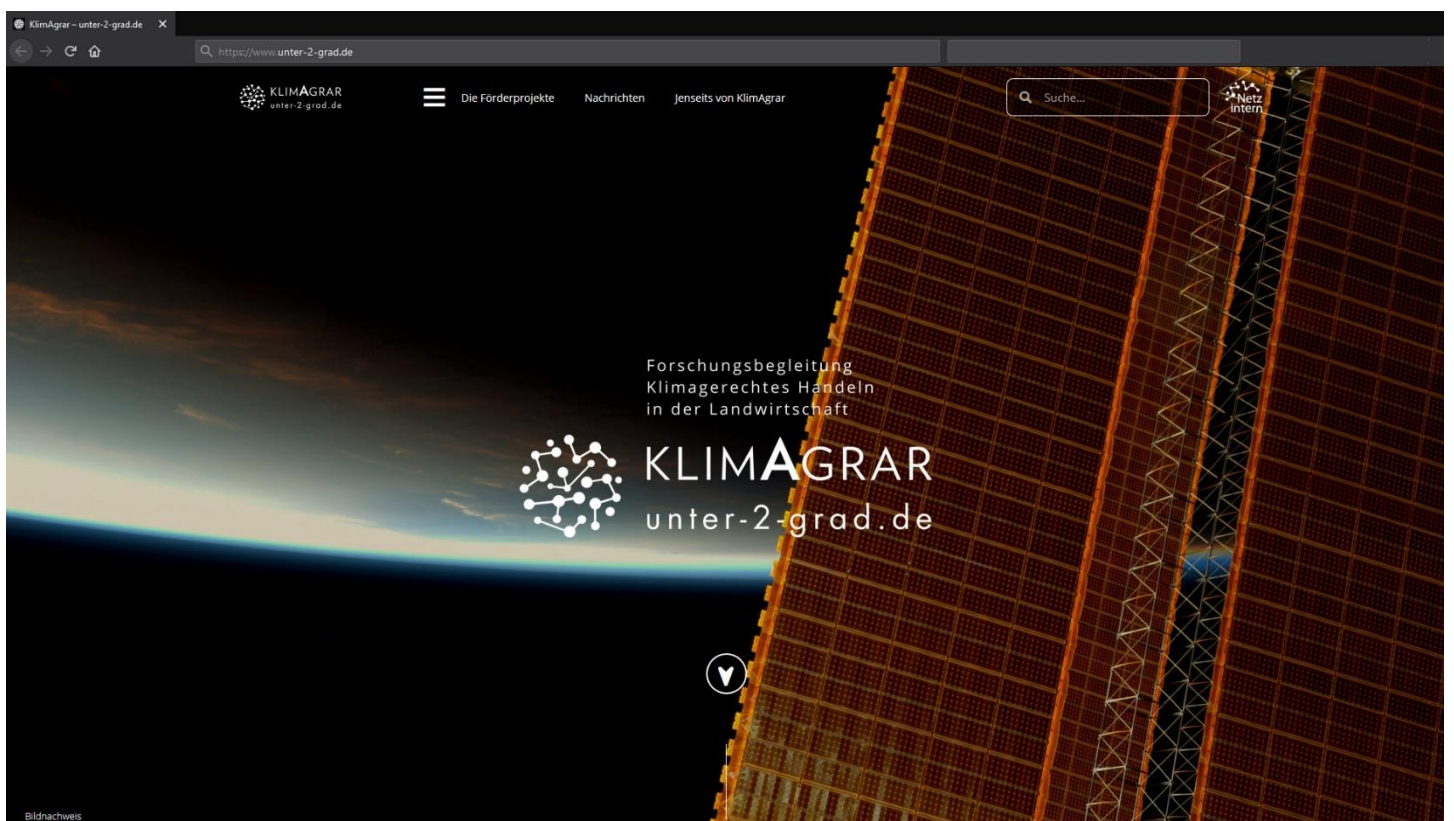 KlimAgrar – unter-2-grad.de
https://www.unter-2-grad.de
KLIMAGRAR
unter-2-grad.de
Die Förderprojekte Nachrichten Jenseits von KlimAgrar
Suche...
Netz
intern
Forschungsbegleitung
Klimagerechtes Handeln
in der Landwirtschaft
KLIMAGRAR
unter-2-grad.de
Bildnachweis